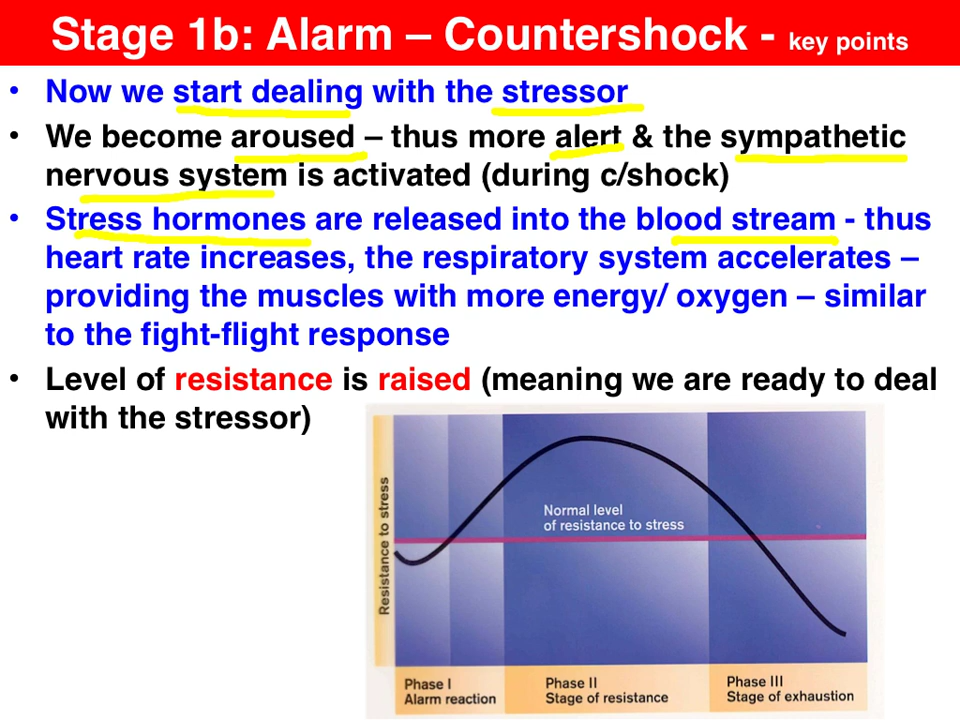 Stage 1b: Alarm – Countershock - key points
• Now we start dealing with the stressor
• We become aroused – thus more alert & the sympathetic
nervous system is activated (during c/shock)
• Stress hormones are released into the blood stream - thus
heart rate increases, the respiratory system accelerates –
providing the muscles with more energy/ oxygen – similar
to the fight-flight response
• Level of resistance is raised (meaning we are ready to deal
with the stressor)
Resistance to stress
Normal level
of resistance to stress
Phase I
Alarm reaction
Phase II
Stage of resistance
Phase III
Stage of exhaustion